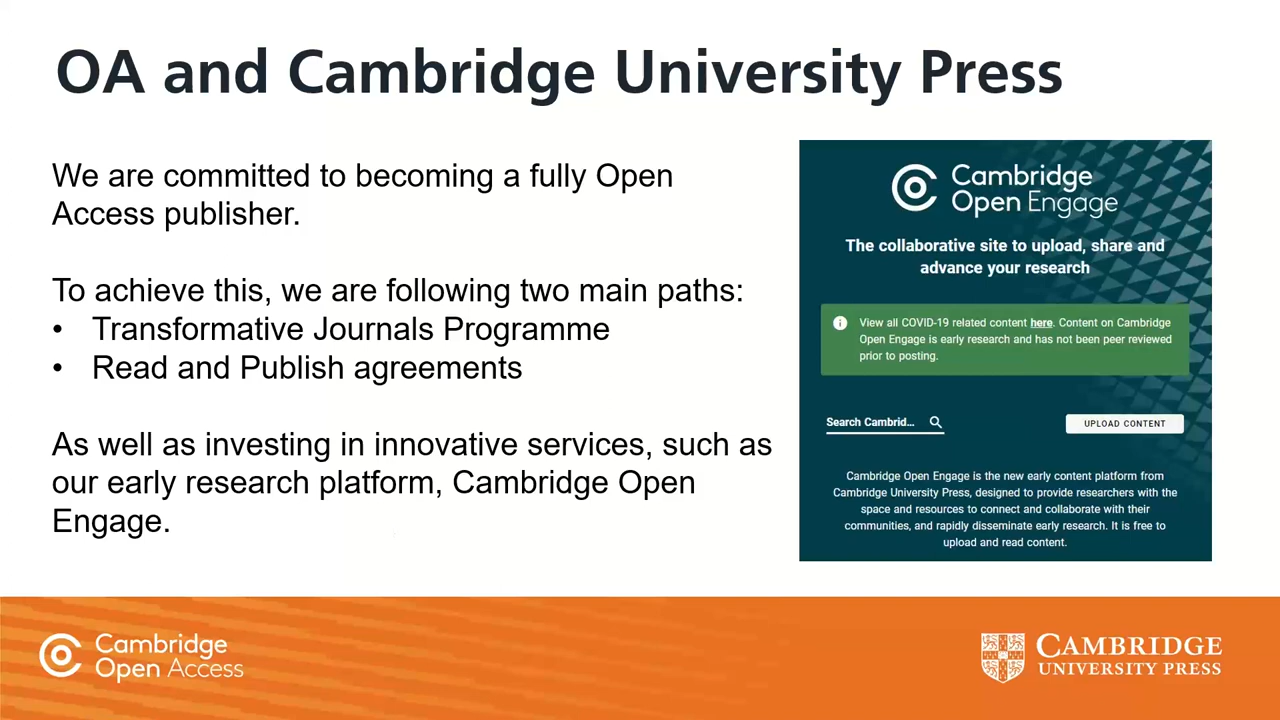 OA and Cambridge University Press
We are committed to becoming a fully Open
Access publisher.
To achieve this, we are following two main paths:
• Transformative Journals Programme
• Read and Publish agreements
As well as investing in innovative services, such as
our early research platform, Cambridge Open
Engage.
Cambridge
Open Engage
The collaborative site to upload, share and
advance your research
View all COVID-19 related content here. Content on Cambridge
Open Engage is early research and has not been peer reviewed
prior to posting.
Search Cambrid...
UPLOAD CONTENT
Cambridge Open Engage is the new early content platform from
Cambridge University Press, designed to provide researchers with the
space and resources to connect and collaborate with their
communities, and rapidly disseminate early research. It is free to
upload and read content.
Cambridge
Open Access
CAMBRIDGE
UNIVERSITY PRESS